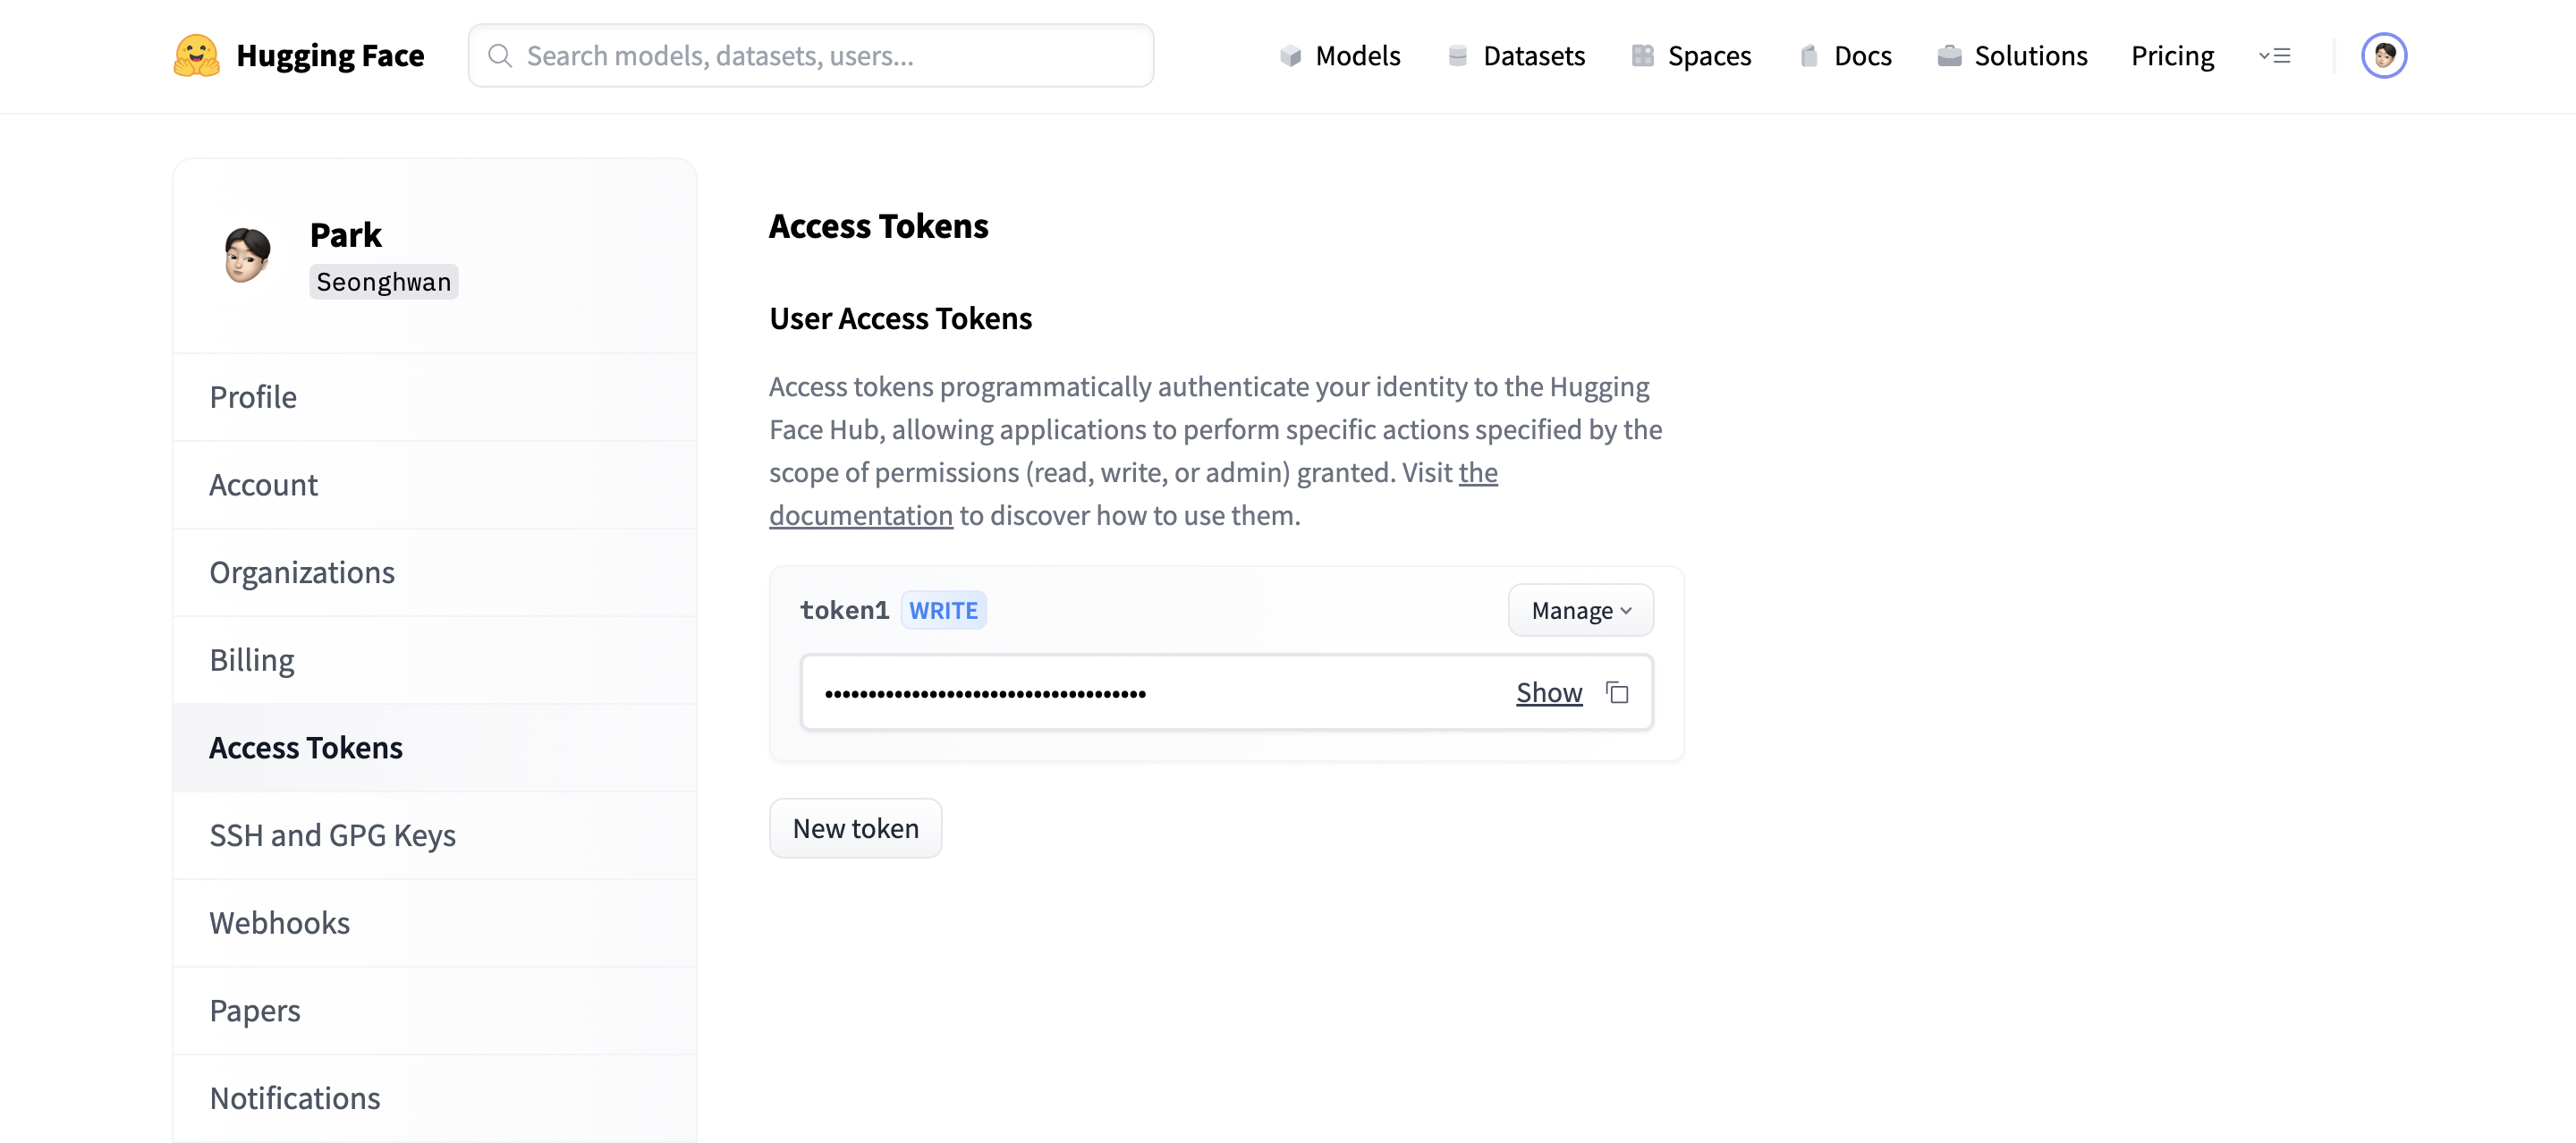 Hugging Face
Search models, datasets, users...
Models
Datasets
Spaces
Docs
Solutions
Pricing
Park
Seonghwan
Profile
Account
Organizations
Billing
Access Tokens
SSH and GPG Keys
Webhooks
Papers
Notifications
Access Tokens
User Access Tokens
Access tokens programmatically authenticate your identity to the Hugging
Face Hub, allowing applications to perform specific actions specified by the
scope of permissions (read, write, or admin) granted. Visit the
documentation to discover how to use them.
token1 WRITE
Manage
•••••••••••••••••••••••••••••••••••••
Show
New token